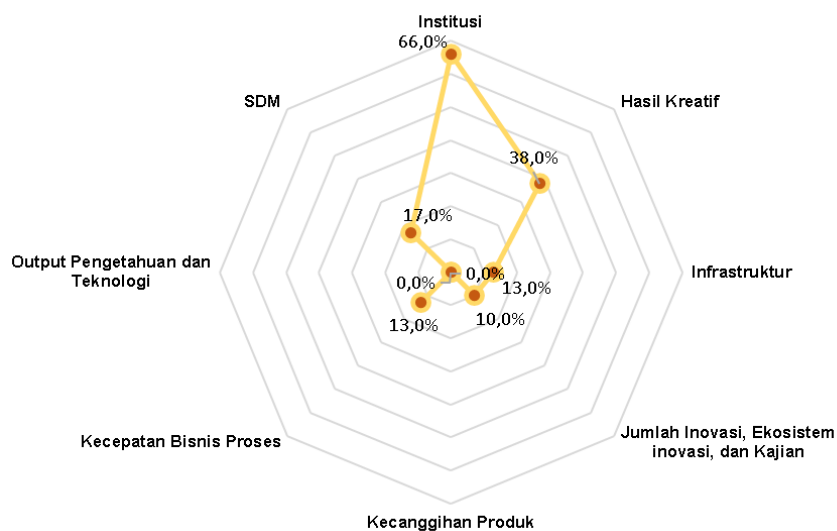 Institusi
66,0%
SDM
Hasil Kreatif
38,0%
17,0%
Output Pengetahuan dan
Teknologi
0,0%
0,0%
Infrastruktur
13,0%
13,0%
10,0%
Kecepatan Bisnis Proses
Jumlah Inovasi, Ekosistem
inovasi, dan Kajian
Kecanggihan Produk